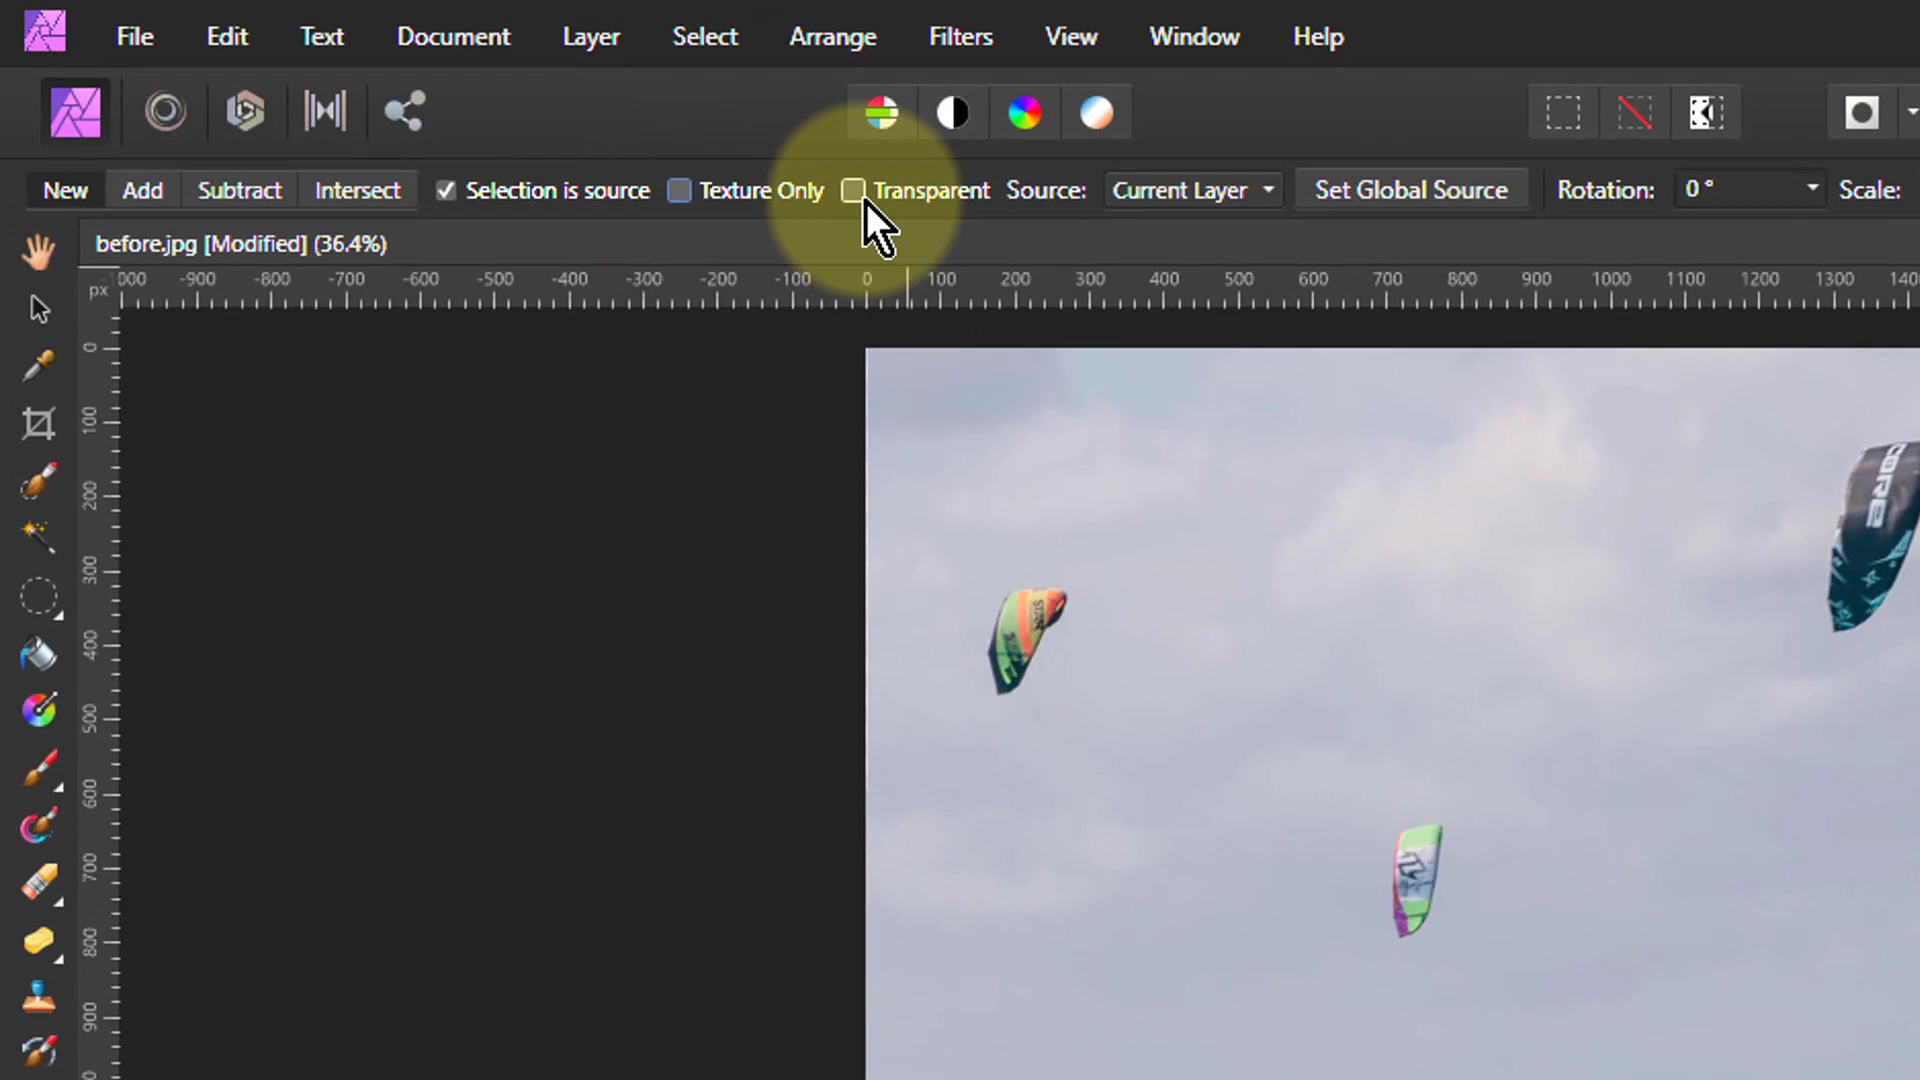 File Edit Text Document Layer Select Arrange Filters View Window Help
New Add Subtract Intersect Selection is source Texture Only Transparent Source: Current Layer Set Global Source Rotation: 0 ° Scale:
before.jpg [Modified] (36.4%)
px 000 -900 -800 -700 -600 -500 -400 -300 -200 -100 0 100 200 300 400 500 600 700 800 900 1000 1100 1200 1300 140
0
100
200
300
400
500
600
700
800
900
CORE